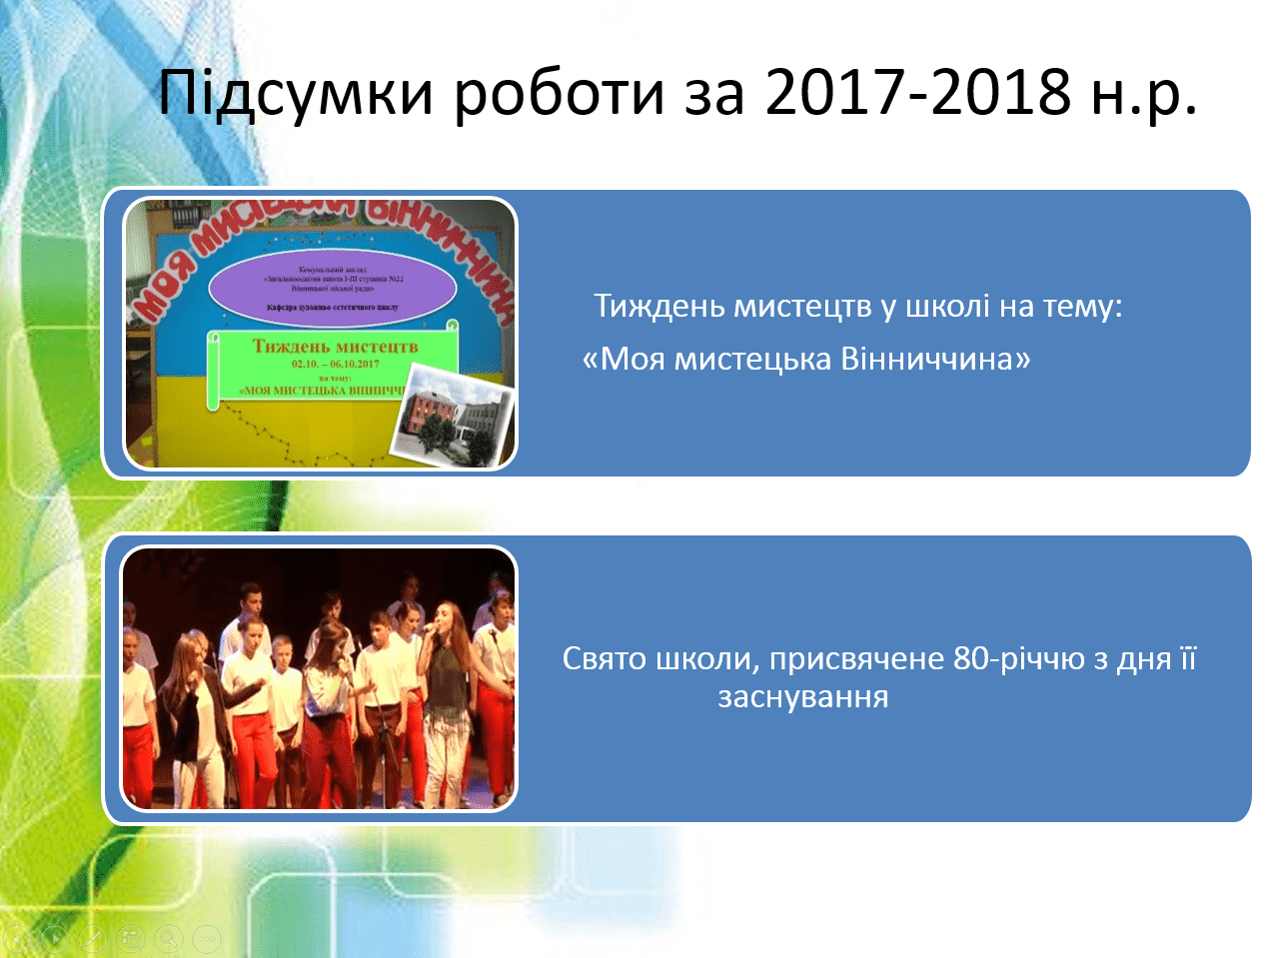 Підсумки роботи за 2017-2018 н.р.
МОЯ МИСТЕЦЬКА ВІННИЧЧИНА
Комунальний заклад
«Загальноосвітня школа І-ІІІ ступенів №22
Вінницької міської ради»
Кафедра художньо естетичного циклу
Тиждень мистецтв
02.10. – 06.10.2017
на тему:
«МОЯ МИСТЕЦЬКА
Тиждень мистецтв у школі на тему:
«Моя мистецька Вінниччина»
Свято школи, присвячене 80-річчю з дня її
заснування